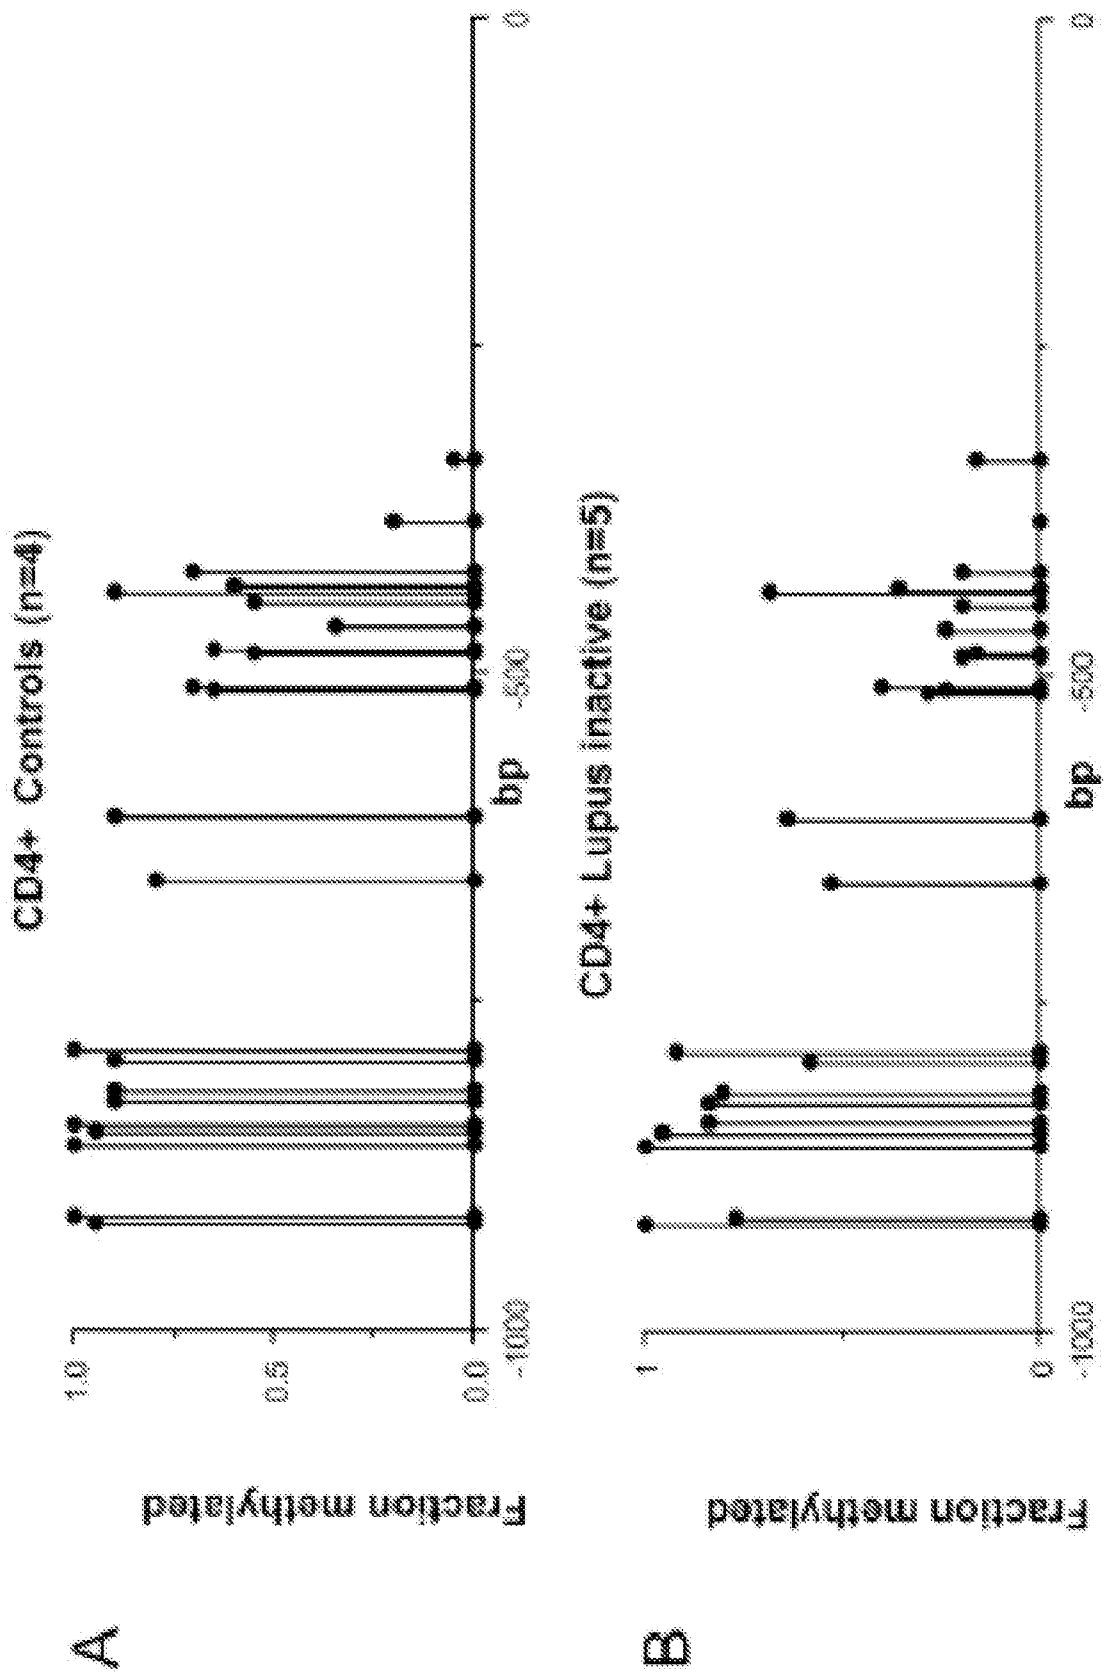 A
CD4+ Controls (n=4)
Fraction methylated
1.0
0.5
0.0
-1000
-500
0
bp
B
CD4+ Lupus inactive (n=5)
Fraction methylated
1
0
-1000
-500
0
bp